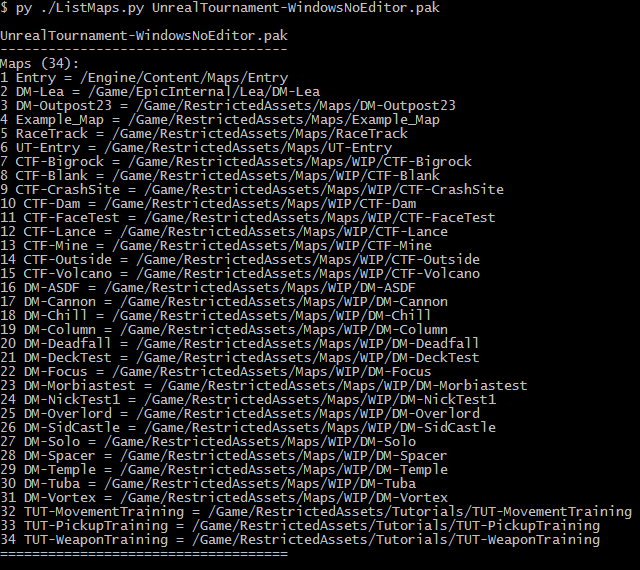 $ py ./ListMaps.py UnrealTournament-WindowsNoEditor.pak
UnrealTournament-WindowsNoEditor.pak
------------------------------------
Maps (34):
1 Entry = /Engine/Content/Maps/Entry
2 DM-Lea = /Game/EpicInternal/Lea/DM-Lea
3 DM-Outpost23 = /Game/RestrictedAssets/Maps/DM-Outpost23
4 Example_Map = /Game/RestrictedAssets/Maps/Example_Map
5 RaceTrack = /Game/RestrictedAssets/Maps/RaceTrack
6 UT-Entry = /Game/RestrictedAssets/Maps/UT-Entry
7 CTF-Bigrock = /Game/RestrictedAssets/Maps/WIP/CTF-Bigrock
8 CTF-Blank = /Game/RestrictedAssets/Maps/WIP/CTF-Blank
9 CTF-CrashSite = /Game/RestrictedAssets/Maps/WIP/CTF-CrashSite
10 CTF-Dam = /Game/RestrictedAssets/Maps/WIP/CTF-Dam
11 CTF-FaceTest = /Game/RestrictedAssets/Maps/WIP/CTF-FaceTest
12 CTF-Lance = /Game/RestrictedAssets/Maps/WIP/CTF-Lance
13 CTF-Mine = /Game/RestrictedAssets/Maps/WIP/CTF-Mine
14 CTF-Outside = /Game/RestrictedAssets/Maps/WIP/CTF-Outside
15 CTF-Volcano = /Game/RestrictedAssets/Maps/WIP/CTF-Volcano
16 DM-ASDF = /Game/RestrictedAssets/Maps/WIP/DM-ASDF
17 DM-Cannon = /Game/RestrictedAssets/Maps/WIP/DM-Cannon
18 DM-Chill = /Game/RestrictedAssets/Maps/WIP/DM-Chill
19 DM-Column = /Game/RestrictedAssets/Maps/WIP/DM-Column
20 DM-Deadfall = /Game/RestrictedAssets/Maps/WIP/DM-Deadfall
21 DM-DeckTest = /Game/RestrictedAssets/Maps/WIP/DM-DeckTest
22 DM-Focus = /Game/RestrictedAssets/Maps/WIP/DM-Focus
23 DM-Morbiastest = /Game/RestrictedAssets/Maps/WIP/DM-Morbiastest
24 DM-NickTest1 = /Game/RestrictedAssets/Maps/WIP/DM-NickTest1
25 DM-Overlord = /Game/RestrictedAssets/Maps/WIP/DM-Overlord
26 DM-SidCastle = /Game/RestrictedAssets/Maps/WIP/DM-SidCastle
27 DM-Solo = /Game/RestrictedAssets/Maps/WIP/DM-Solo
28 DM-Spacer = /Game/RestrictedAssets/Maps/WIP/DM-Spacer
29 DM-Temple = /Game/RestrictedAssets/Maps/WIP/DM-Temple
30 DM-Tuba = /Game/RestrictedAssets/Maps/WIP/DM-Tuba
31 DM-Vortex = /Game/RestrictedAssets/Maps/WIP/DM-Vortex
32 TUT-MovementTraining = /Game/RestrictedAssets/Tutorials/TUT-MovementTraining
33 TUT-PickupTraining = /Game/RestrictedAssets/Tutorials/TUT-PickupTraining
34 TUT-WeaponTraining = /Game/RestrictedAssets/Tutorials/TUT-WeaponTraining
====================================